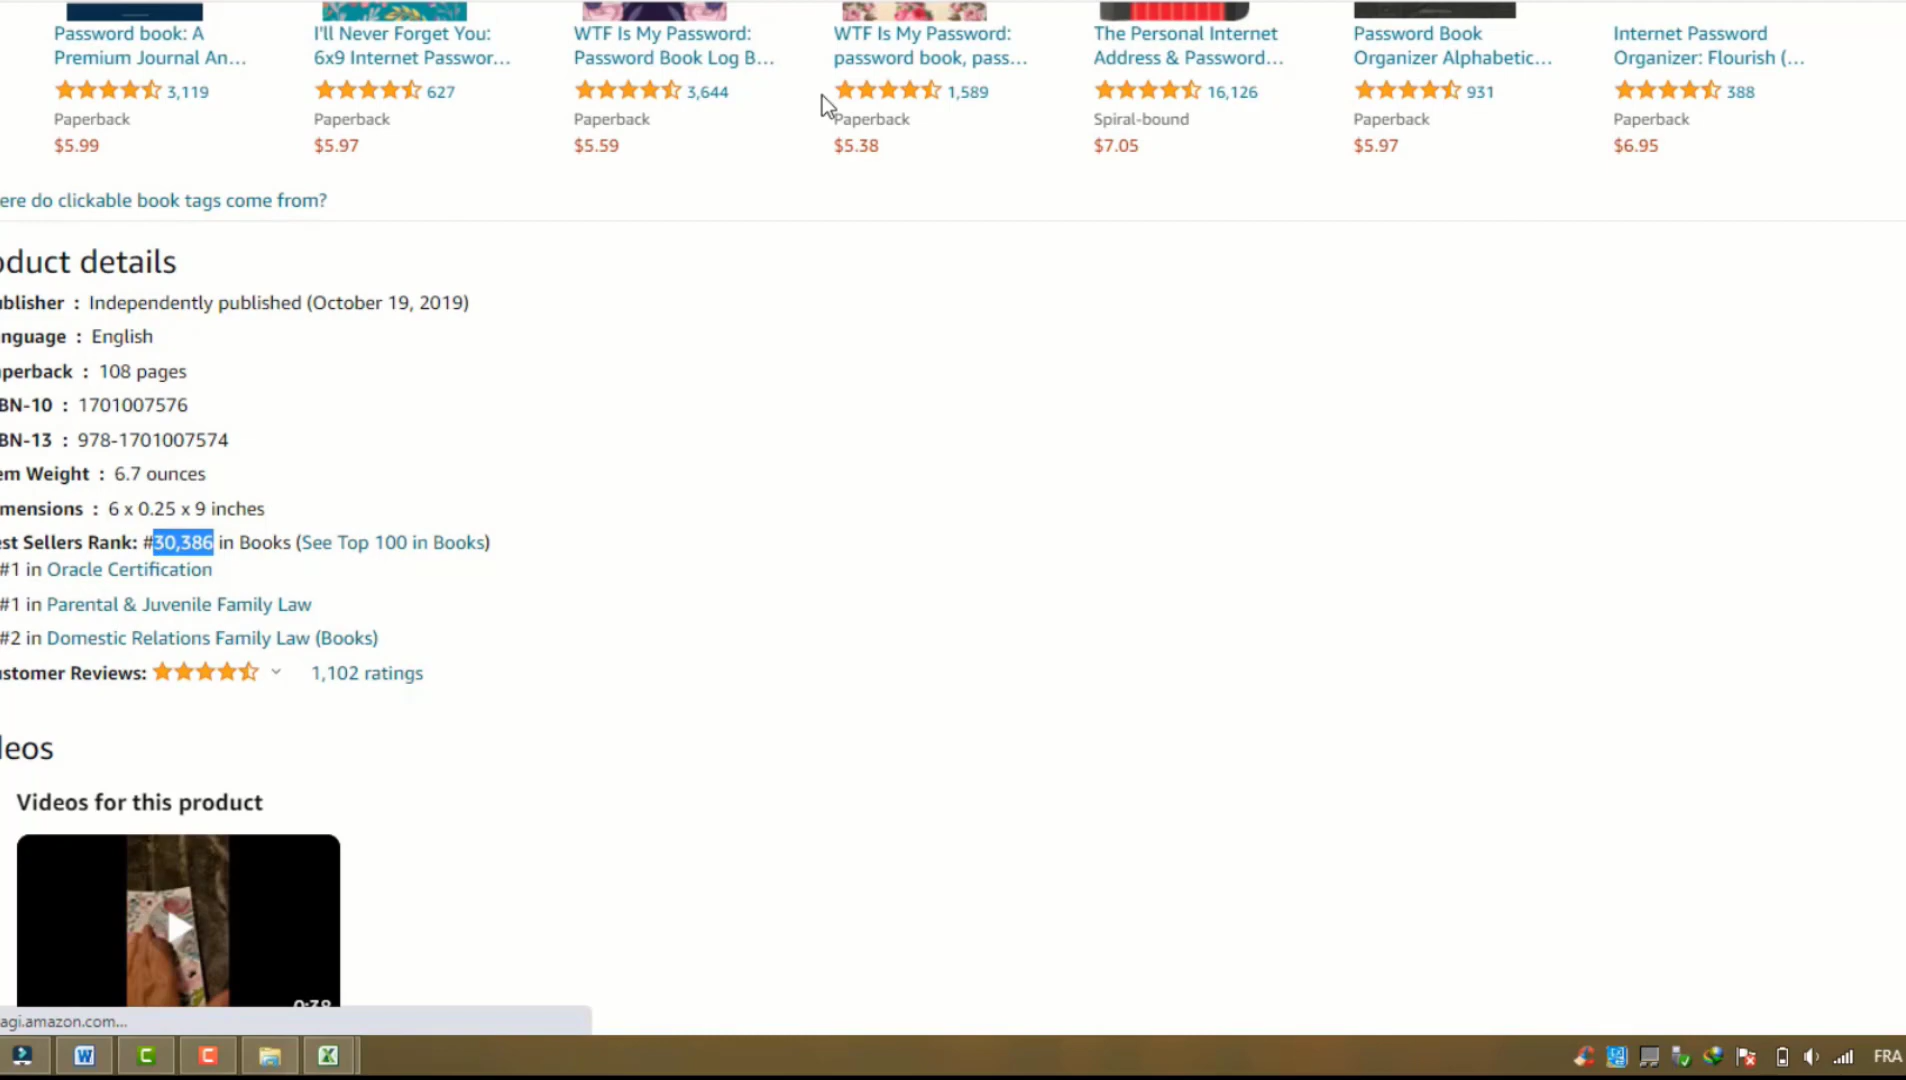 Password book: A
Premium Journal An...
3,119
Paperback
$5.99
I'll Never Forget You:
6x9 Internet Passwor...
627
Paperback
$5.97
WTF Is My Password:
Password Book Log B...
3,644
Paperback
$5.59
WTF Is My Password:
password book, pass...
1,589
Paperback
$5.38
The Personal Internet
Address & Password...
16,126
Spiral-bound
$7.05
Password Book
Organizer Alphabetic...
931
Paperback
$5.97
Internet Password
Organizer: Flourish (...
388
Paperback
$6.95
ere do clickable book tags come from?
oduct details
ublisher : Independently published (October 19, 2019)
nguage : English
perback : 108 pages
BN-10 : 1701007576
BN-13 : 978-1701007574
em Weight : 6.7 ounces
mensions : 6 x 0.25 x 9 inches
est Sellers Rank: #30,386 in Books (See Top 100 in Books)
#1 in Oracle Certification
#1 in Parental & Juvenile Family Law
#2 in Domestic Relations Family Law (Books)
ustomer Reviews: 1,102 ratings
deos
Videos for this product
0:38
agi.amazon.com...
FRA